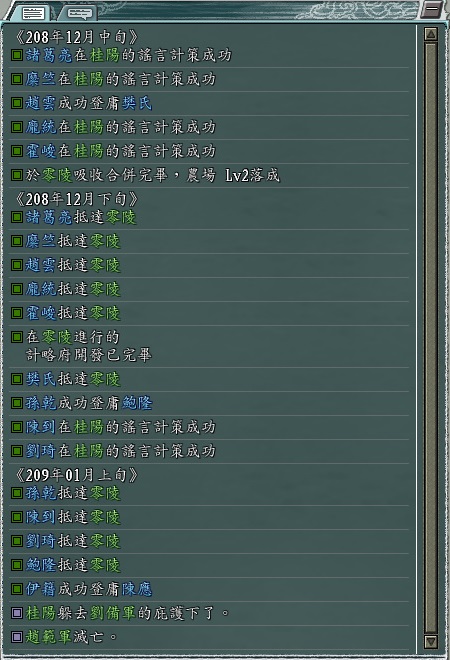 《208年12月中旬》
諸葛亮在桂陽的謠言計策成功
糜竺在桂陽的謠言計策成功
趙雲成功登庸樊氏
龐統在桂陽的謠言計策成功
霍峻在桂陽的謠言計策成功
於零陵吸收合併完畢，農場 Lv2落成
《208年12月下旬》
諸葛亮抵達零陵
糜竺抵達零陵
趙雲抵達零陵
龐統抵達零陵
霍峻抵達零陵
在零陵進行的
計略府開發已完畢
樊氏抵達零陵
孫乾成功登庸鮑隆
陳到在桂陽的謠言計策成功
劉琦在桂陽的謠言計策成功
《209年01月上旬》
孫乾抵達零陵
陳到抵達零陵
劉琦抵達零陵
鮑隆抵達零陵
伊籍成功登庸陳應
桂陽躲去劉備軍的庇護下了。
趙範軍滅亡。